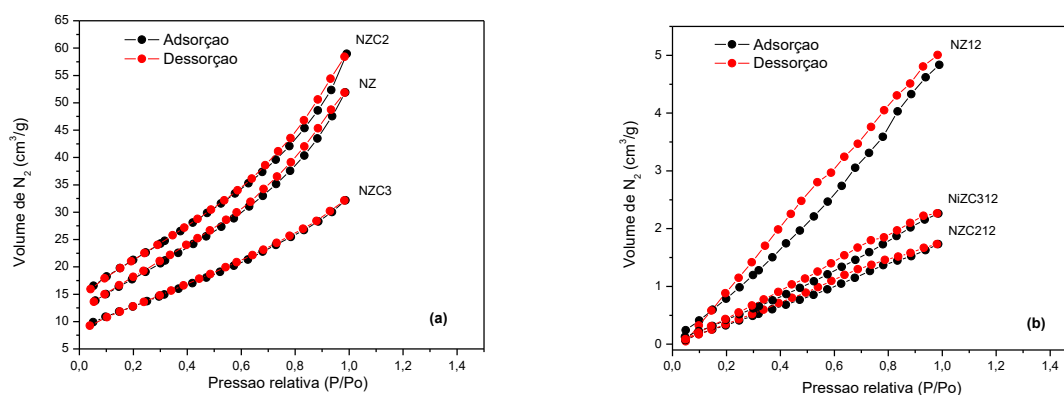 65
60
55
50
45
40
35
30
25
20
15
10
5
Volume de N2 (cm³/g)
Adsorçao
Dessorçao
NZC2
NZ
NZC3
(a)
0,0 0,2 0,4 0,6 0,8 1,0 1,2 1,4
Pressao relativa (P/Po)
5
4
3
2
1
0
Volume de N2 (cm³/g)
Adsorçao
Dessorçao
NZ12
NiZC312
NZC212
(b)
0,0 0,2 0,4 0,6 0,8 1,0 1,2 1,4
Pressao relativa (P/Po)